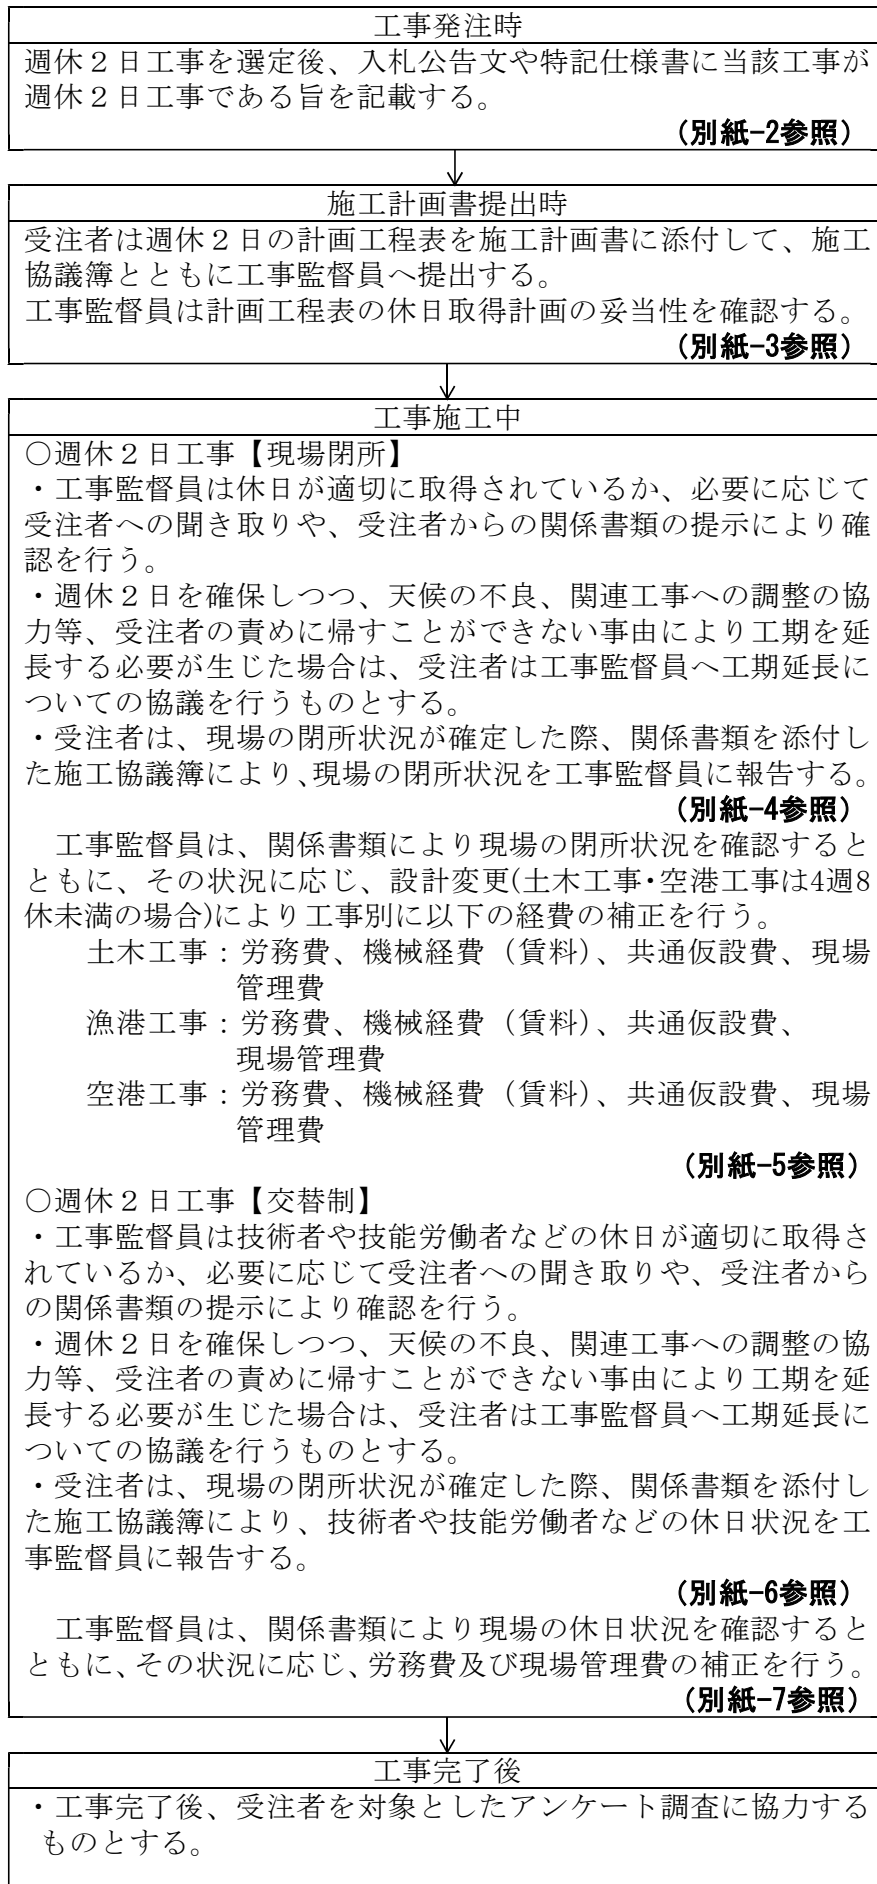 工事発注時
週休２日工事を選定後、入札公告文や特記仕様書に当該工事が
週休２日工事である旨を記載する。
（別紙-2参照）
施工計画書提出時
受注者は週休２日の計画工程表を施工計画書に添付して、施工
協議簿とともに工事監督員へ提出する。
工事監督員は計画工程表の休日取得計画の妥当性を確認する。
（別紙-3参照）
工事施工中
○週休２日工事【現場閉所】
・工事監督員は休日が適切に取得されているか、必要に応じて
受注者への聞き取りや、受注者からの関係書類の提示により確
認を行う。
・週休２日を確保しつつ、天候の不良、関連工事への調整の協
力等、受注者の責めに帰すことができない事由により工期を延
長する必要が生じた場合は、受注者は工事監督員へ工期延長に
ついての協議を行うものとする。
・受注者は、現場の閉所状況が確定した際、関係書類を添付し
た施工協議簿により、現場の閉所状況を工事監督員に報告する。
（別紙-4参照）
工事監督員は、関係書類により現場の閉所状況を確認すると
ともに、その状況に応じ、設計変更(土木工事・空港工事は4週8
休未満の場合)により工事別に以下の経費の補正を行う。
土木工事：労務費、機械経費（賃料）、共通仮設費、現場
管理費
漁港工事：労務費、機械経費（賃料）、共通仮設費、
現場管理費
空港工事：労務費、機械経費（賃料）、共通仮設費、現場
管理費
（別紙-5参照）
○週休２日工事【交替制】
・工事監督員は技術者や技能労働者などの休日が適切に取得さ
れているか、必要に応じて受注者への聞き取りや、受注者から
の関係書類の提示により確認を行う。
・週休２日を確保しつつ、天候の不良、関連工事への調整の協
力等、受注者の責めに帰すことができない事由により工期を延
長する必要が生じた場合は、受注者は工事監督員へ工期延長に
ついての協議を行うものとする。
・受注者は、現場の閉所状況が確定した際、関係書類を添付し
た施工協議簿により、技術者や技能労働者などの休日状況を工
事監督員に報告する。
（別紙-6参照）
工事監督員は、関係書類により現場の休日状況を確認すると
ともに、その状況に応じ、労務費及び現場管理費の補正を行う。
（別紙-7参照）
工事完了後
・工事完了後、受注者を対象としたアンケート調査に協力する
ものとする。